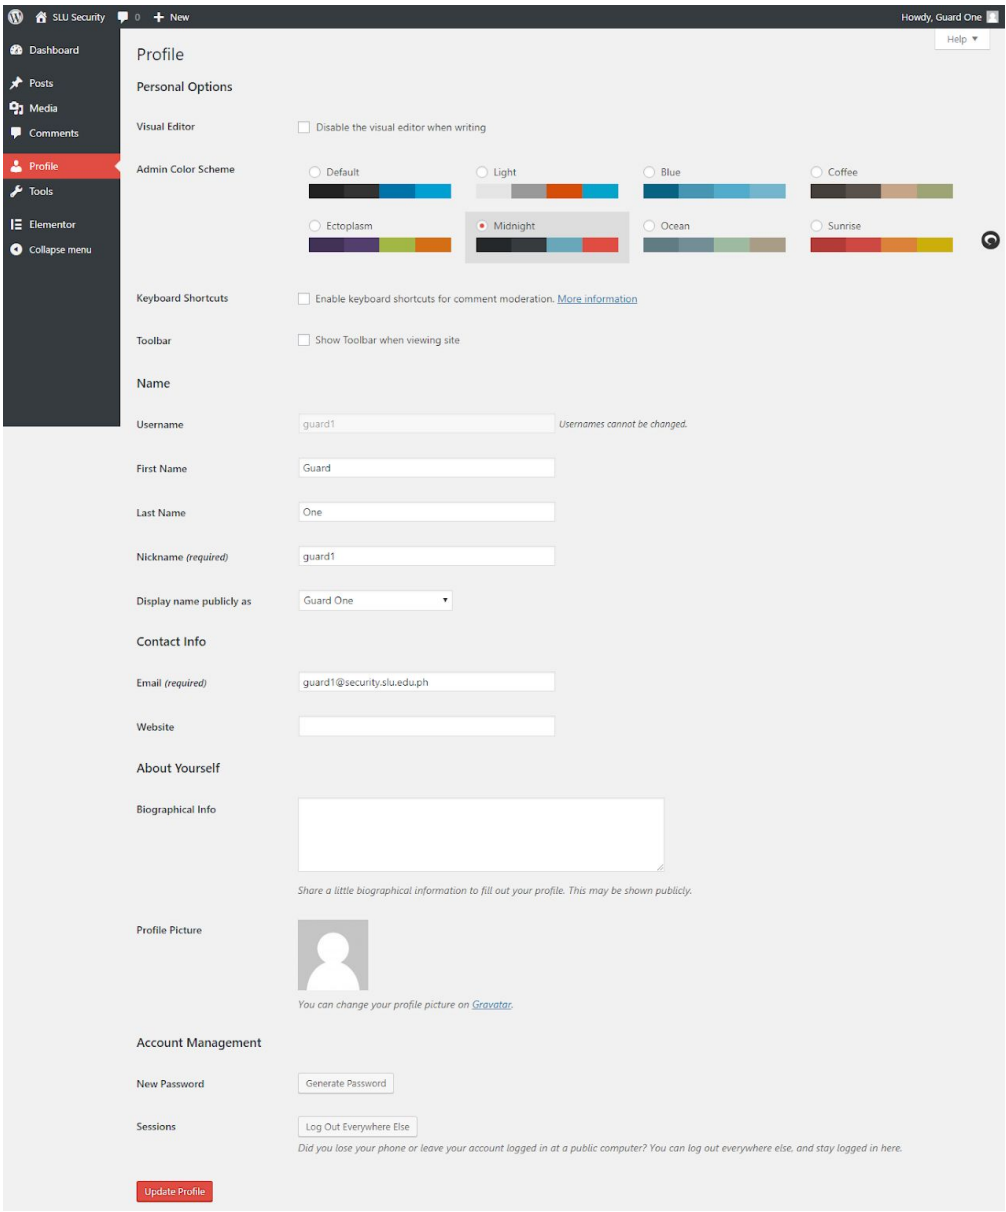 SLU Security 0 + New Howdy, Guard One
Help ▼
Dashboard
Posts
Media
Comments
Profile
Tools
Elementor
Collapse menu
Profile
Personal Options
Visual Editor Disable the visual editor when writing
Admin Color Scheme Default Light Blue Coffee
Ectoplasm Midnight Ocean Sunrise
Keyboard Shortcuts Enable keyboard shortcuts for comment moderation. More information
Toolbar Show Toolbar when viewing site
Name
Username guard1 Usernames cannot be changed.
First Name Guard
Last Name One
Nickname (required) guard1
Display name publicly as Guard One
Contact Info
Email (required) guard1@security.slu.edu.ph
Website
About Yourself
Biographical Info
Share a little biographical information to fill out your profile. This may be shown publicly.
Profile Picture
You can change your profile picture on Gravatar.
Account Management
New Password Generate Password
Sessions Log Out Everywhere Else
Did you lose your phone or leave your account logged in at a public computer? You can log out everywhere else, and stay logged in here.
Update Profile